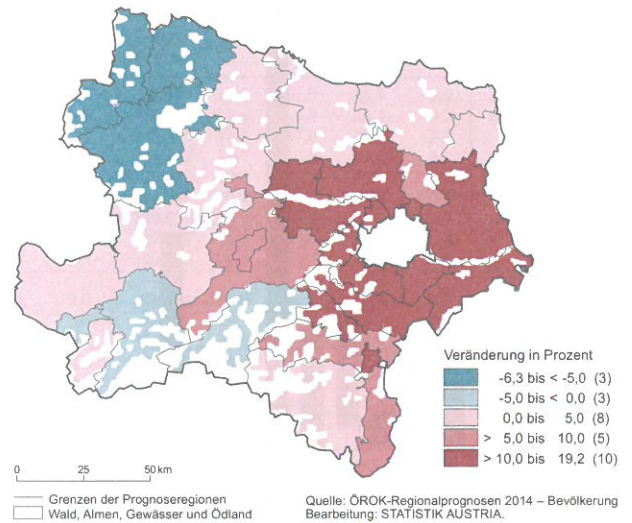 Veränderung in Prozent
-6,3 bis < -5,0 (3)
-5,0 bis < 0,0 (3)
0,0 bis 5,0 (8)
> 5,0 bis 10,0 (5)
> 10,0 bis 19,2 (10)
0 25 50 km
Grenzen der Prognoseregionen
Wald, Almen, Gewässer und Ödland
Quelle: ÖROK-Regionalprognosen 2014 – Bevölkerung
Bearbeitung: STATISTIK AUSTRIA.